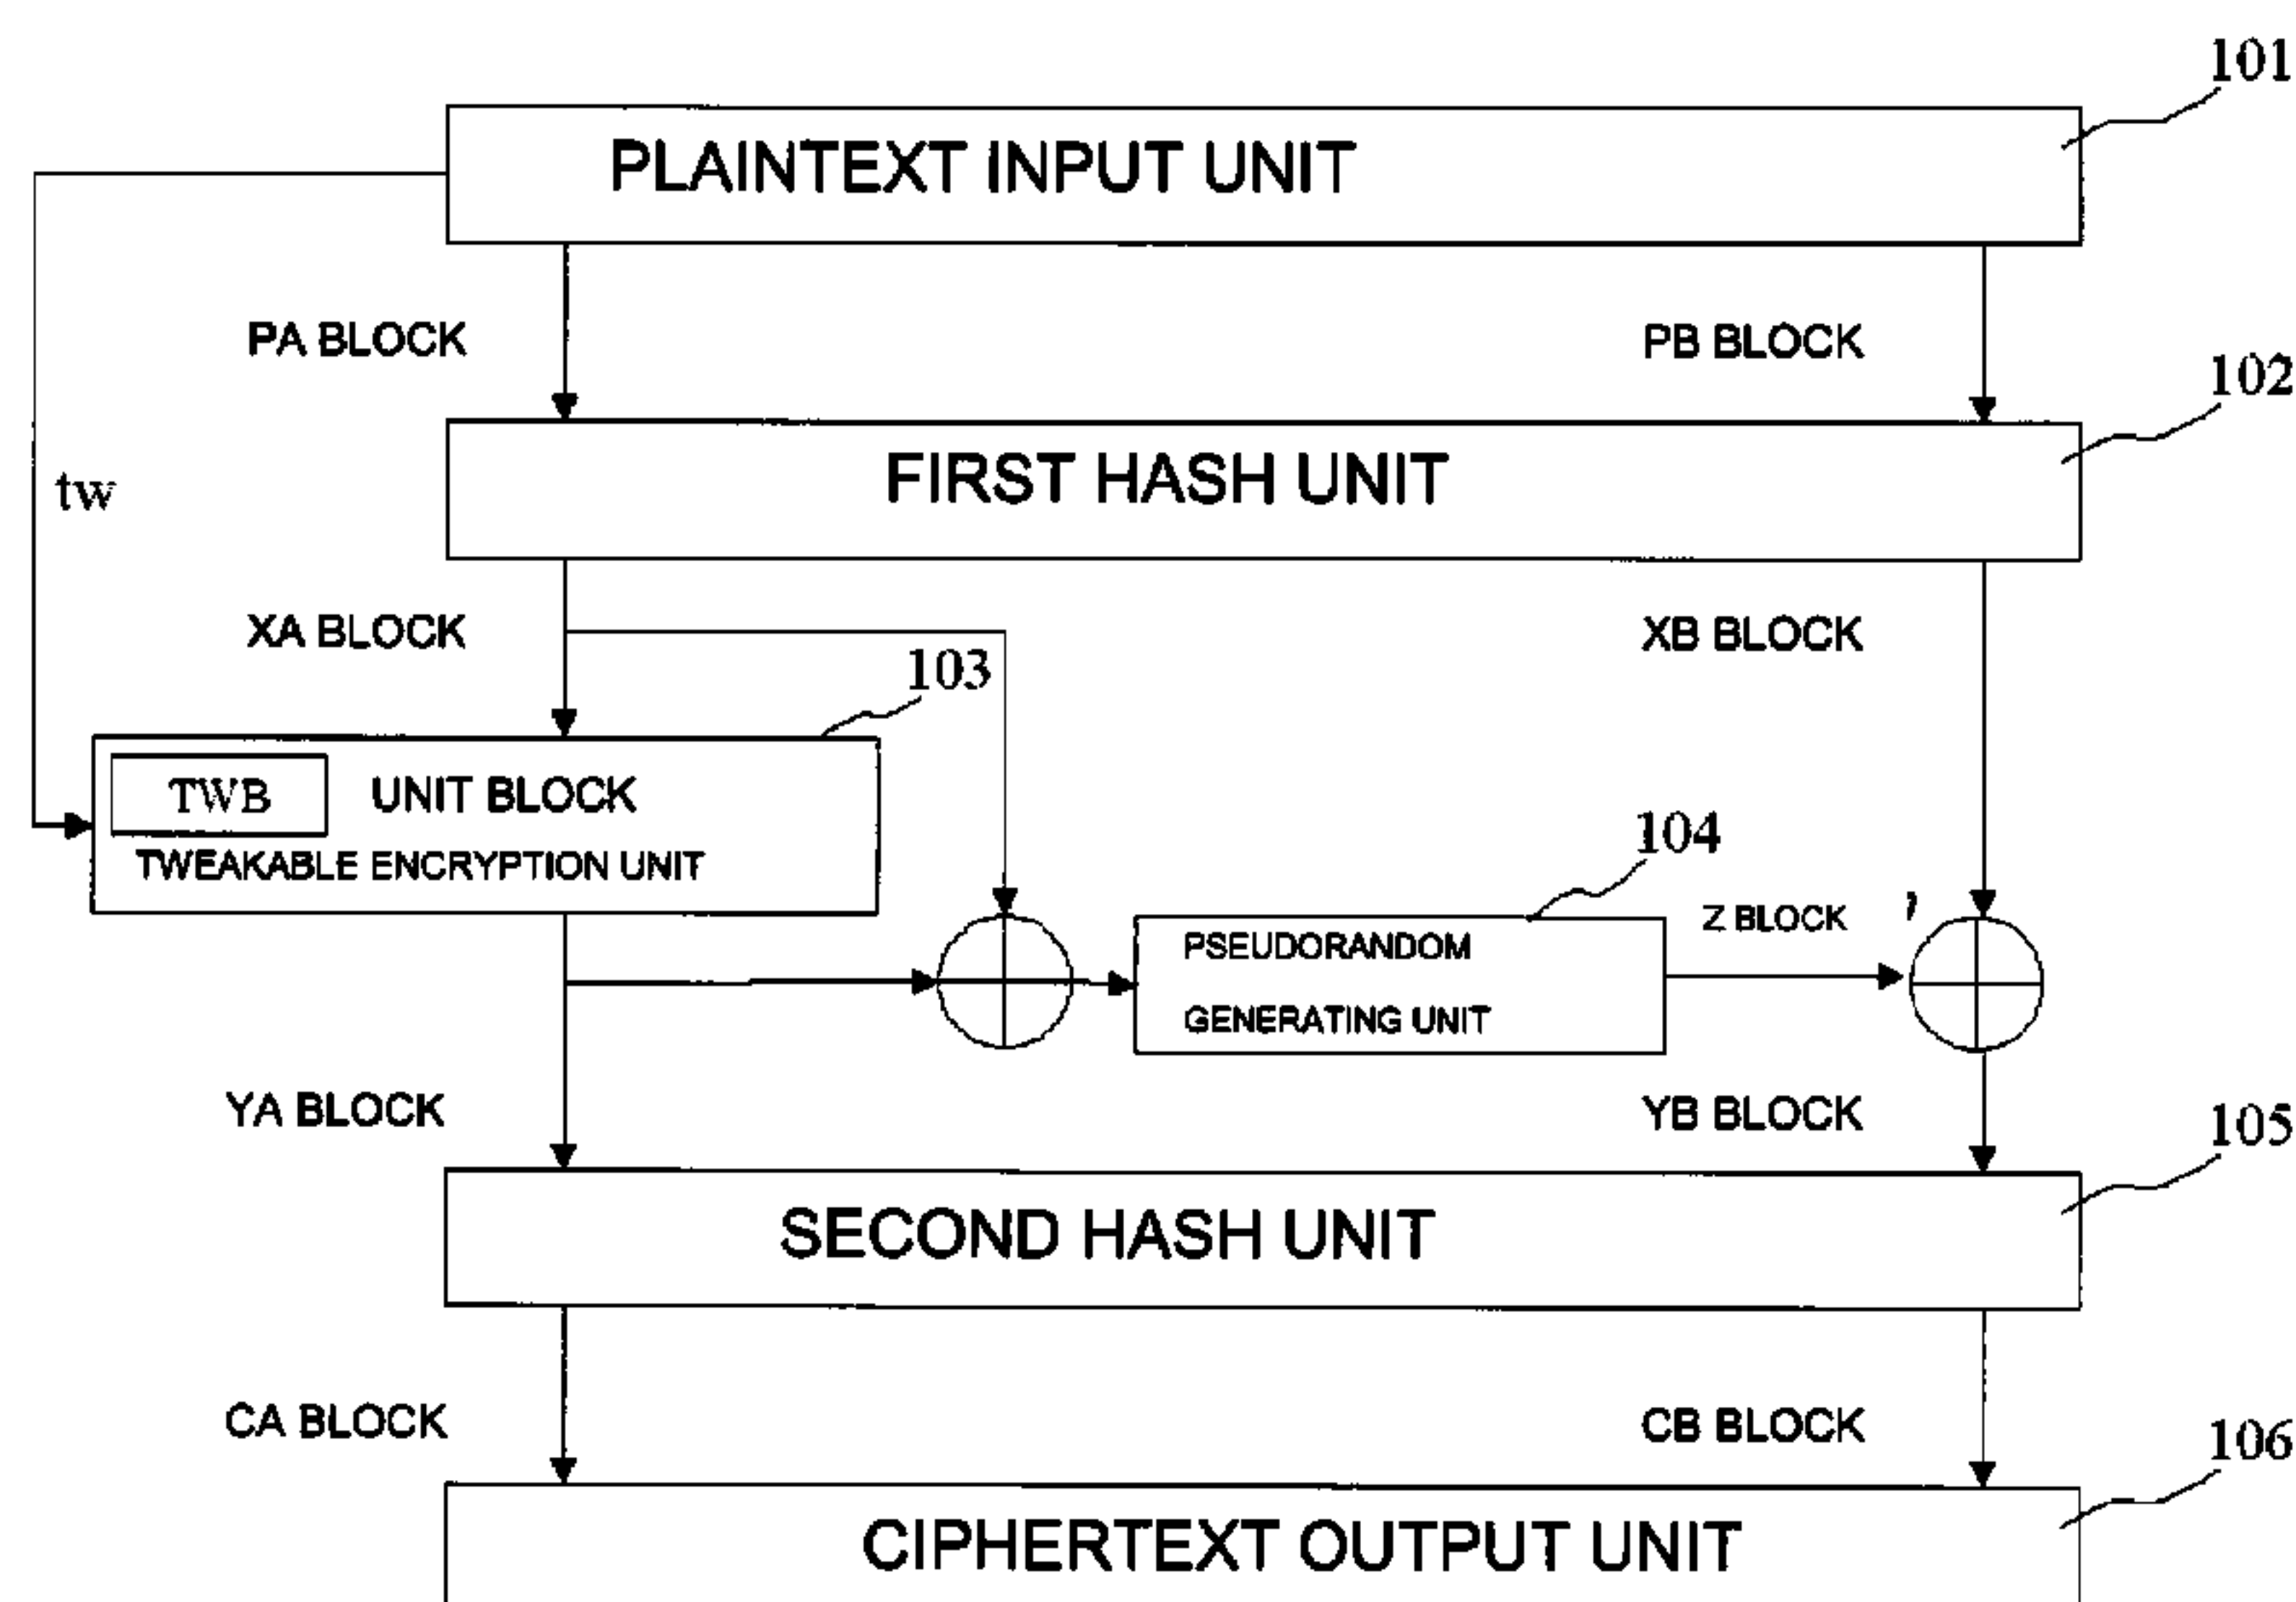 101
PLAINTEXT INPUT UNIT
PA BLOCK
PB BLOCK
102
FIRST HASH UNIT
tw
XA BLOCK
XB BLOCK
103
TWB UNIT BLOCK
TWEAKABLE ENCRYPTION UNIT
104
Z BLOCK
PSEUDORANDOM
GENERATING UNIT
YA BLOCK
YB BLOCK
105
SECOND HASH UNIT
CA BLOCK
CB BLOCK
106
CIPHERTEXT OUTPUT UNIT